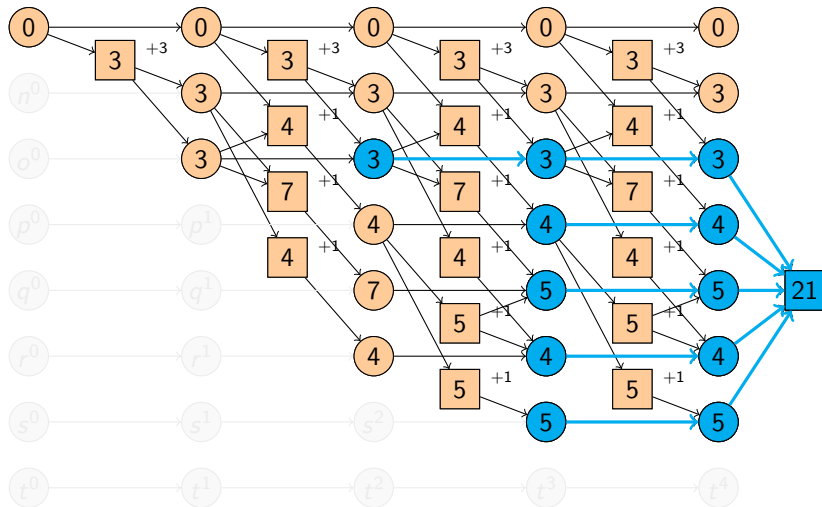 0 0 0 0 0
3 +3 3 3 +3 3 +3
n⁰ 3 3 3 3
4 +1 4 +1 4 +1
o⁰ 3 3 3 3
7 +1 7 7 +1
p⁰ p¹ 4 4 4
4 +1 4 +1 4 +1
q⁰ q¹ 7 5 5 21
5 +1 5 +1
r⁰ r¹ 4 4 4
5 +1 5 +1
s⁰ s¹ s² 5 5
t⁰ t¹ t² t³ t⁴